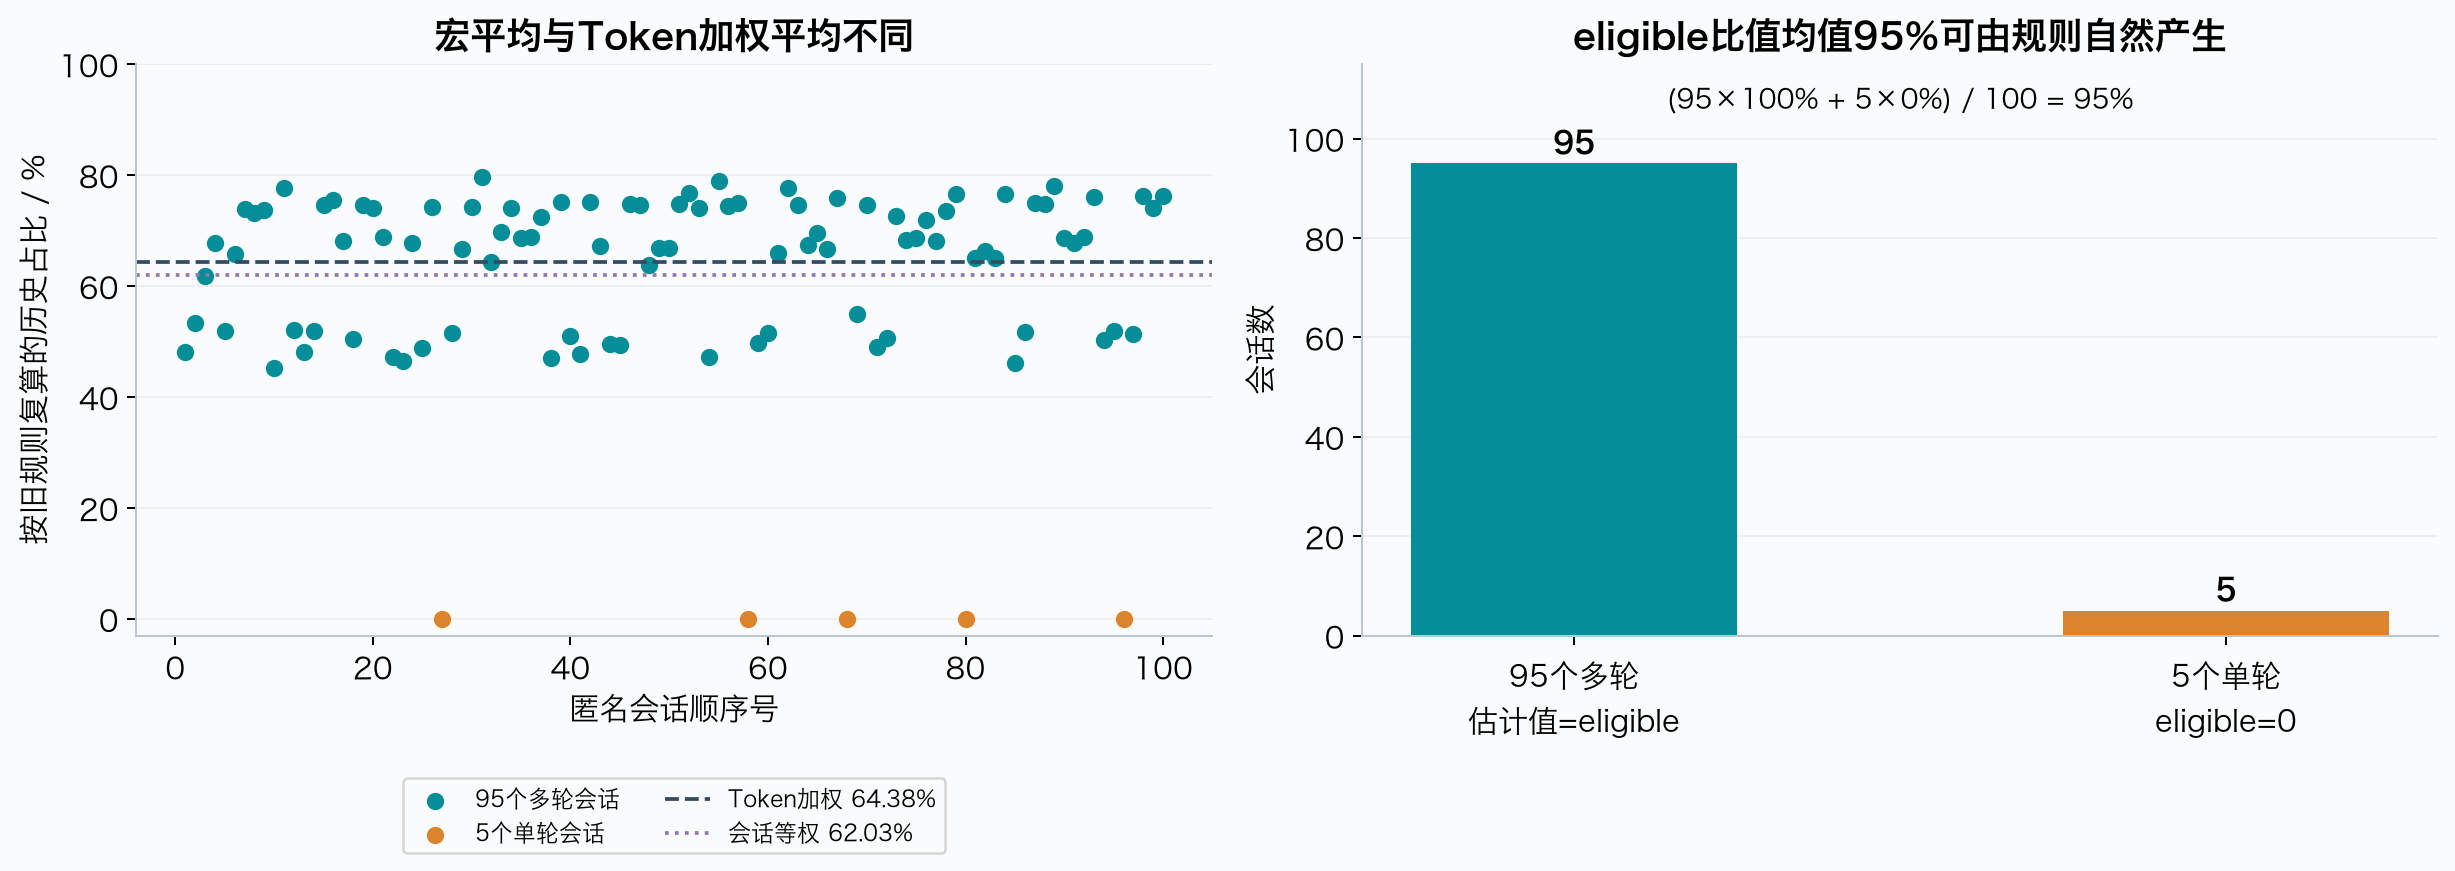 宏平均与Token加权平均不同
按旧规则复算的历史占比 / %
100
80
60
40
20
0
0
20
40
60
80
100
匿名会话顺序号
95个多轮会话
5个单轮会话
Token加权 64.38%
会话等权 62.03%
eligible比值均值95%可由规则自然产生
(95×100% + 5×0%) / 100 = 95%
会话数
100
80
60
40
20
0
95
5
95个多轮
估计值=eligible
5个单轮
eligible=0